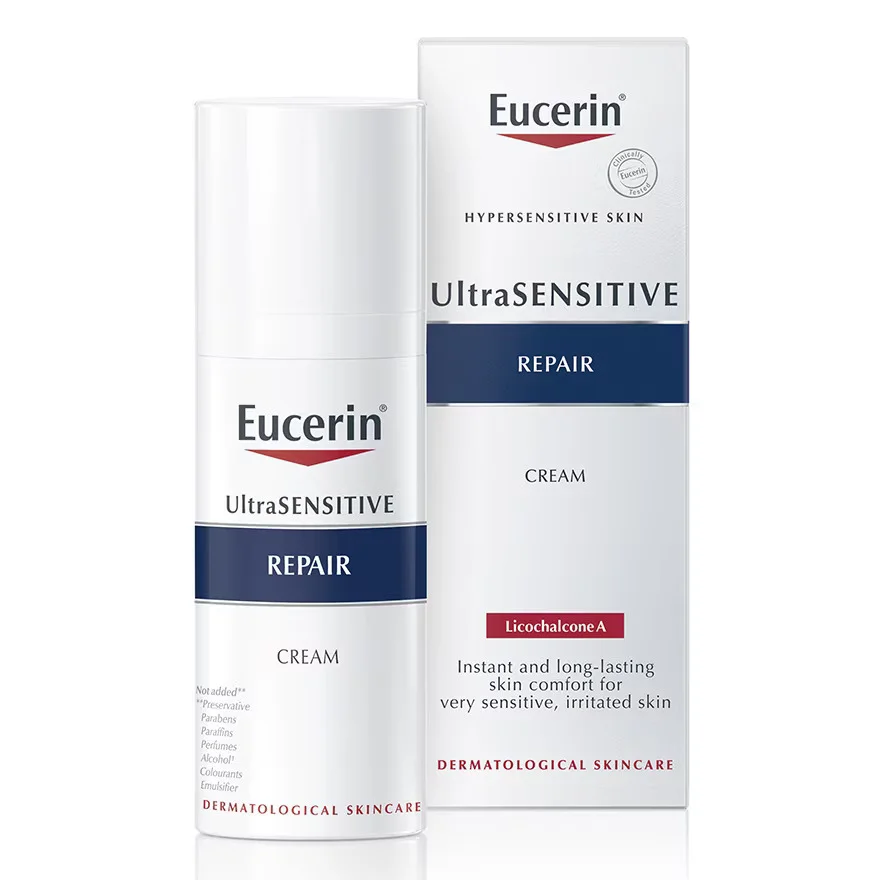 Eucerin®
Clinically
Eucerin
Tested
HYPERSENSITIVE SKIN
UltraSENSITIVE
REPAIR
CREAM
Licochalcone A
Instant and long-lasting
skin comfort for
very sensitive, irritated skin
DERMATOLOGICAL SKINCARE
Eucerin®
UltraSENSITIVE
REPAIR
CREAM
Not added**
**Preservative
Parabens
Paraffins
Perfumes
Alcohol¹
Colourants
Emulsifier
DERMATOLOGICAL SKINCARE